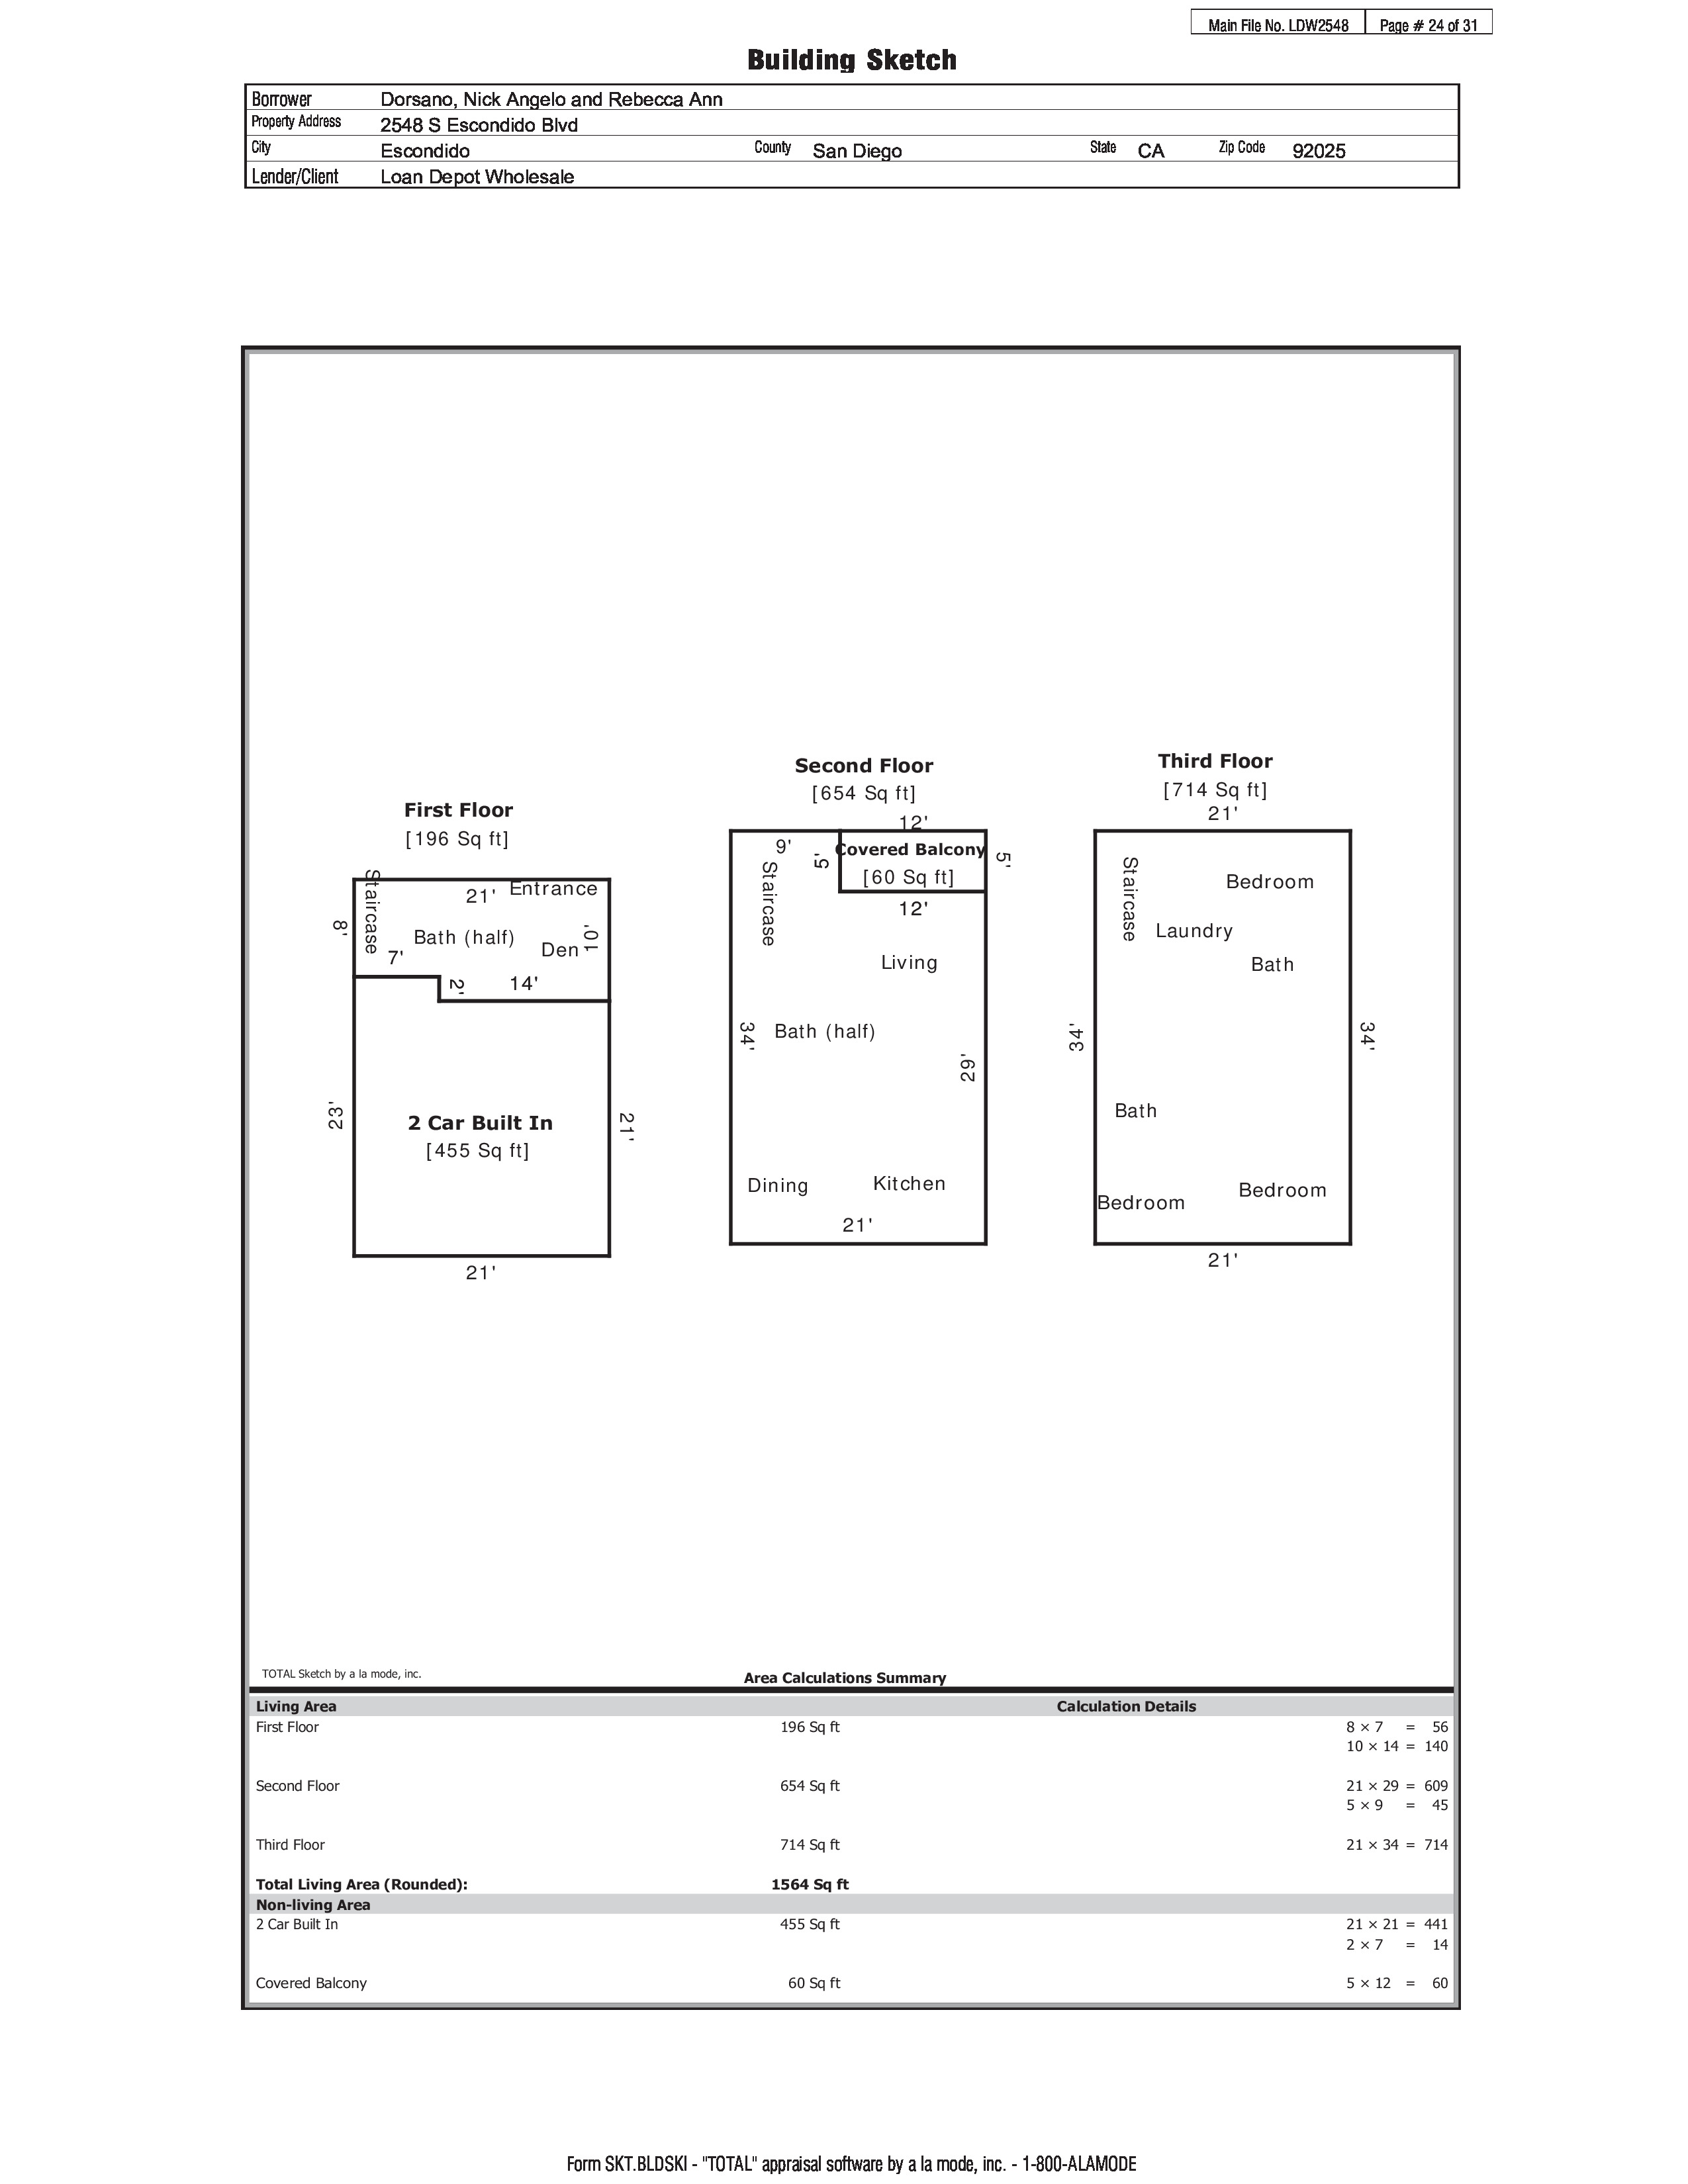 Main File No. LDW2548 Page # 24 of 31
Building Sketch
Borrower Dorsano, Nick Angelo and Rebecca Ann
Property Address 2548 S Escondido Blvd
City Escondido County San Diego State CA Zip Code 92025
Lender/Client Loan Depot Wholesale
First Floor
[196 Sq ft]
Staircase
21'
Entrance
8'
Bath (half)
Den
10'
7'
2'
14'
23'
2 Car Built In
[455 Sq ft]
21'
21'
Second Floor
[654 Sq ft]
12'
9'
5'
Covered Balcony
[60 Sq ft]
5'
Staircase
12'
Living
34'
Bath (half)
29'
Dining
Kitchen
21'
Third Floor
[714 Sq ft]
21'
Staircase
Bedroom
Laundry
Bath
34'
34'
Bath
Bedroom
Bedroom
21'
TOTAL Sketch by a la mode, inc.
Area Calculations Summary
Living Area Calculation Details
First Floor 196 Sq ft 8 × 7 = 56
10 × 14 = 140
Second Floor 654 Sq ft 21 × 29 = 609
5 × 9 = 45
Third Floor 714 Sq ft 21 × 34 = 714
Total Living Area (Rounded): 1564 Sq ft
Non-living Area
2 Car Built In 455 Sq ft 21 × 21 = 441
2 × 7 = 14
Covered Balcony 60 Sq ft 5 × 12 = 60
Form SKT.BLDSKI - "TOTAL" appraisal software by a la mode, inc. - 1-800-ALAMODE